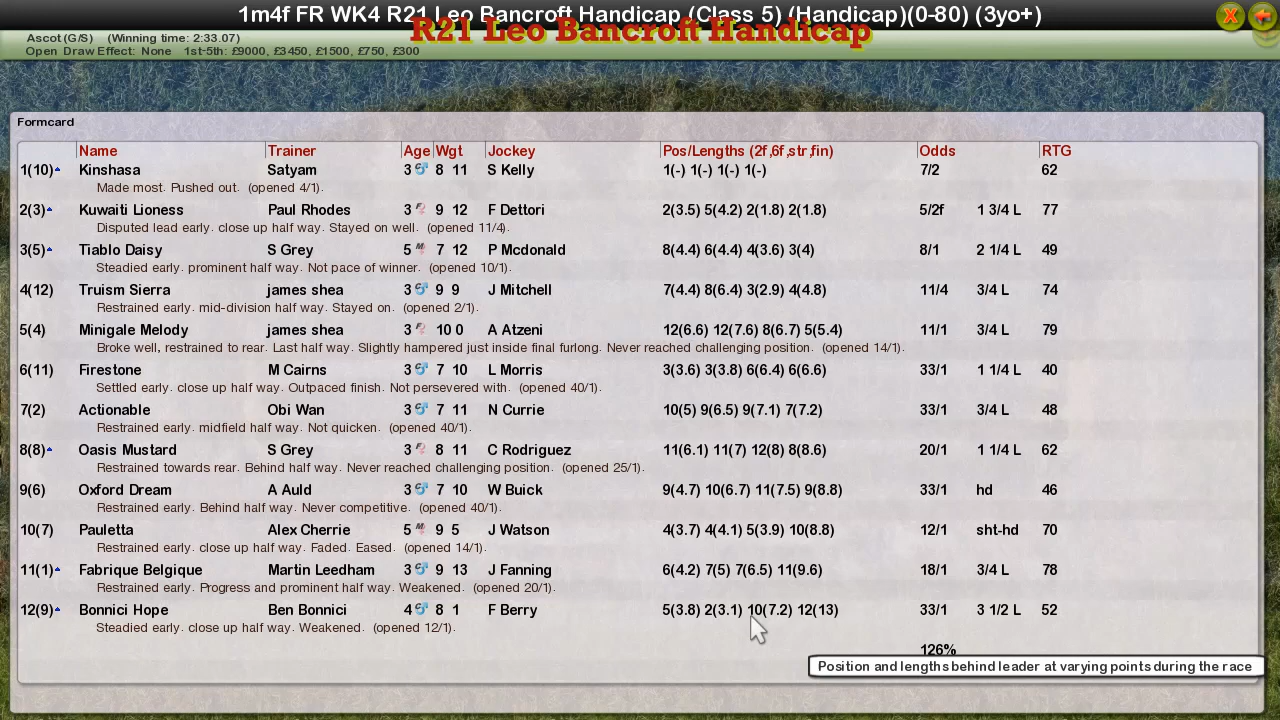 1m4f FR WK4 R21 Leo Bancroft Handicap (Class 5) (Handicap)(0-80) (3yo+)
R21 Leo Bancroft Handicap
Ascot(G/S) (Winning time: 2:33.07)
Open Draw Effect: None 1st-5th: £9000, £3450, £1500, £750, £300
Formcard
Name Trainer Age Wgt Jockey Pos/Lengths (2f,6f,str,fin) Odds RTG
1(10) Kinshasa Satyam 3 8 11 S Kelly 1(-) 1(-) 1(-) 1(-) 7/2 62
Made most. Pushed out. (opened 4/1).
2(3) Kuwaiti Lioness Paul Rhodes 3 9 12 F Dettori 2(3.5) 5(4.2) 2(1.8) 2(1.8) 5/2f 1 3/4 L 77
Disputed lead early. close up half way. Stayed on well. (opened 11/4).
3(5) Tiablo Daisy S Grey 5 7 12 P Mcdonald 8(4.4) 6(4.4) 4(3.6) 3(4) 8/1 2 1/4 L 49
Steadied early. prominent half way. Not pace of winner. (opened 10/1).
4(12) Truism Sierra james shea 3 9 9 J Mitchell 7(4.4) 8(6.4) 3(2.9) 4(4.8) 11/4 3/4 L 74
Restrained early. mid-division half way. Stayed on. (opened 2/1).
5(4) Minigale Melody james shea 3 10 0 A Atzeni 12(6.6) 12(7.6) 8(6.7) 5(5.4) 11/1 3/4 L 79
Broke well, restrained to rear. Last half way. Slightly hampered just inside final furlong. Never reached challenging position. (opened 14/1).
6(11) Firestone M Cairns 3 7 10 L Morris 3(3.6) 3(3.8) 6(6.4) 6(6.6) 33/1 1 1/4 L 40
Settled early. close up half way. Outpaced finish. Not persevered with. (opened 40/1).
7(2) Actionable Obi Wan 3 7 11 N Currie 10(5) 9(6.5) 9(7.1) 7(7.2) 33/1 3/4 L 48
Restrained early. midfield half way. Not quicken. (opened 40/1).
8(8) Oasis Mustard S Grey 3 8 11 C Rodriguez 11(6.1) 11(7) 12(8) 8(8.6) 20/1 1 1/4 L 62
Restrained towards rear. Behind half way. Never reached challenging position. (opened 25/1).
9(6) Oxford Dream A Auld 3 7 10 W Buick 9(4.7) 10(6.7) 11(7.5) 9(8.8) 33/1 hd 46
Restrained early. Behind half way. Never competitive. (opened 40/1).
10(7) Pauletta Alex Cherrie 5 9 5 J Watson 4(3.7) 4(4.1) 5(3.9) 10(8.8) 12/1 sht-hd 70
Restrained early. close up half way. Faded. Eased. (opened 14/1).
11(1) Fabrique Belgique Martin Leedham 3 9 13 J Fanning 6(4.2) 7(5) 7(6.5) 11(9.6) 18/1 3/4 L 78
Restrained early. Progress and prominent half way. Weakened. (opened 20/1).
12(9) Bonnici Hope Ben Bonnici 4 8 1 F Berry 5(3.8) 2(3.1) 10(7.2) 12(13) 33/1 3 1/2 L 52
Steadied early. close up half way. Weakened. (opened 12/1).
126%
Position and lengths behind leader at varying points during the race